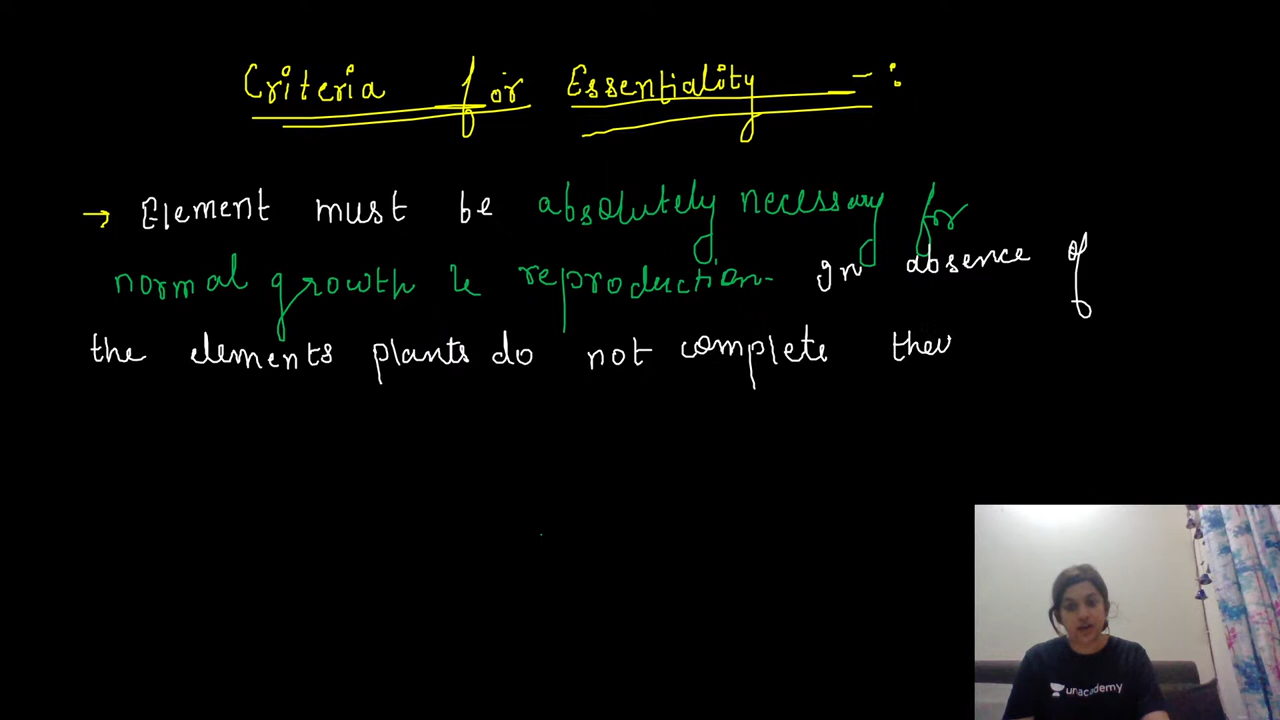 Criteria for Essentiality - :
→ Element must be absolutely necessary for
normal growth & reproduction. In absence of
the elements plants do not complete their
unacademy